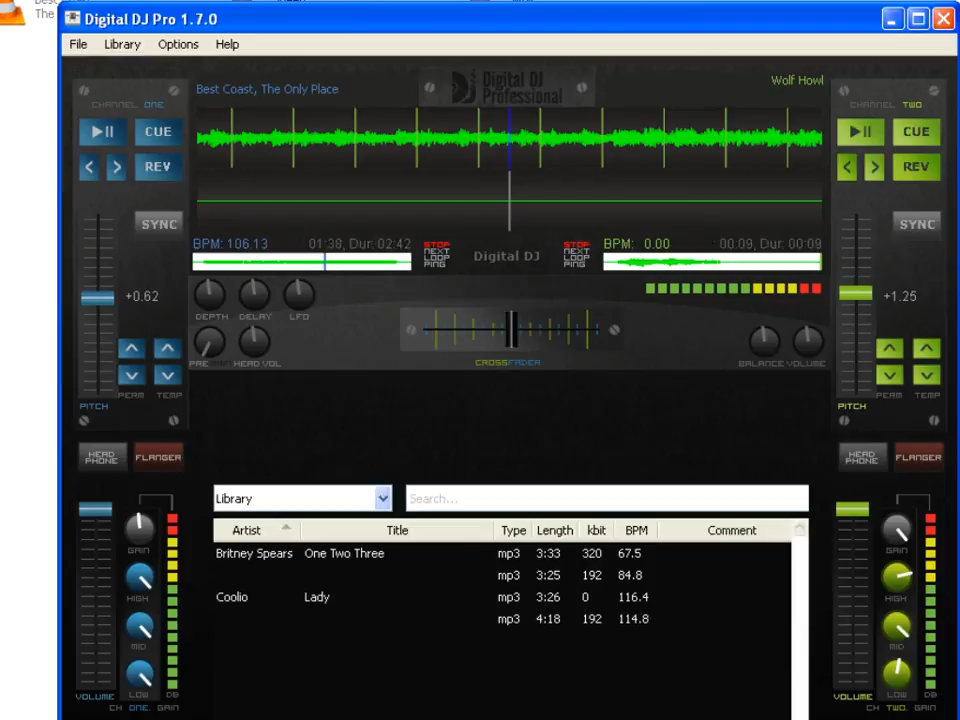 Best
The
Digital DJ Pro 1.7.0
File Library Options Help
CHANNEL ONE
Best Coast, The Only Place
Digital DJ
Professional
Wolf Howl
CHANNEL TWO
CUE
CUE
< > REV
< > REV
SYNC
SYNC
BPM: 106.13 01:38, Dur: 02:42
STOP
NEXT
LOOP
PING
Digital DJ
STOP
NEXT
LOOP
PING
BPM: 0.00 00:09, Dur: 00:09
+0.62
+1.25
DEPTH DELAY LFO
PRE HEAD VOL
CROSSFADER
BALANCE VOLUME
PERM TEMP
PITCH
PERM TEMP
PITCH
HEAD
PHONE
FLANGER
HEAD
PHONE
FLANGER
Library
Search...
Artist Title Type Length kbit BPM Comment
Britney Spears One Two Three mp3 3:33 320 67.5
mp3 3:25 192 84.8
Coolio Lady mp3 3:26 0 116.4
mp3 4:18 192 114.8
GAIN
HIGH
MID
LOW DB
VOLUME
CH ONE. GAIN
GAIN
HIGH
MID
LOW DB
VOLUME
CH TWO. GAIN